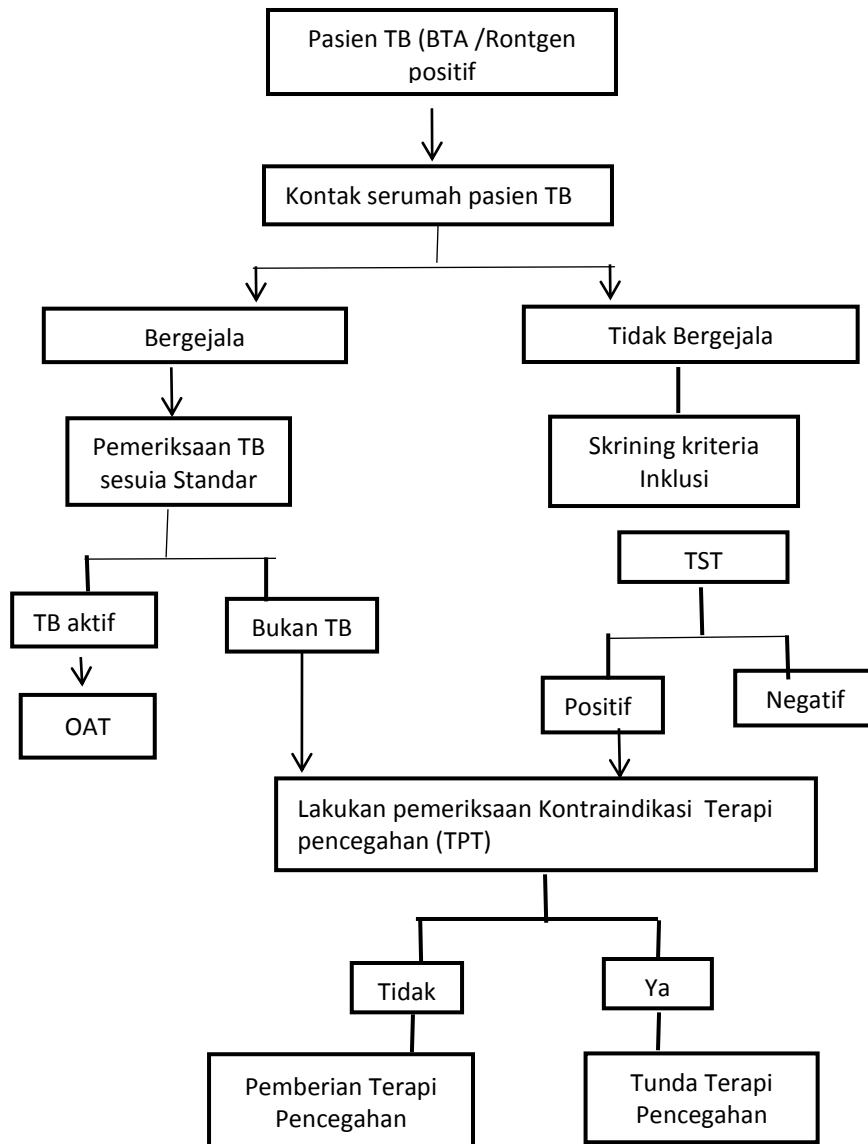 Pasien TB (BTA /Rontgen
positif
Kontak serumah pasien TB
Bergejala
Tidak Bergejala
Pemeriksaan TB
sesuia Standar
Skrining kriteria
Inklusi
TST
TB aktif
Bukan TB
Positif
Negatif
OAT
Lakukan pemeriksaan Kontraindikasi Terapi
pencegahan (TPT)
Tidak
Ya
Pemberian Terapi
Pencegahan
Tunda Terapi
Pencegahan